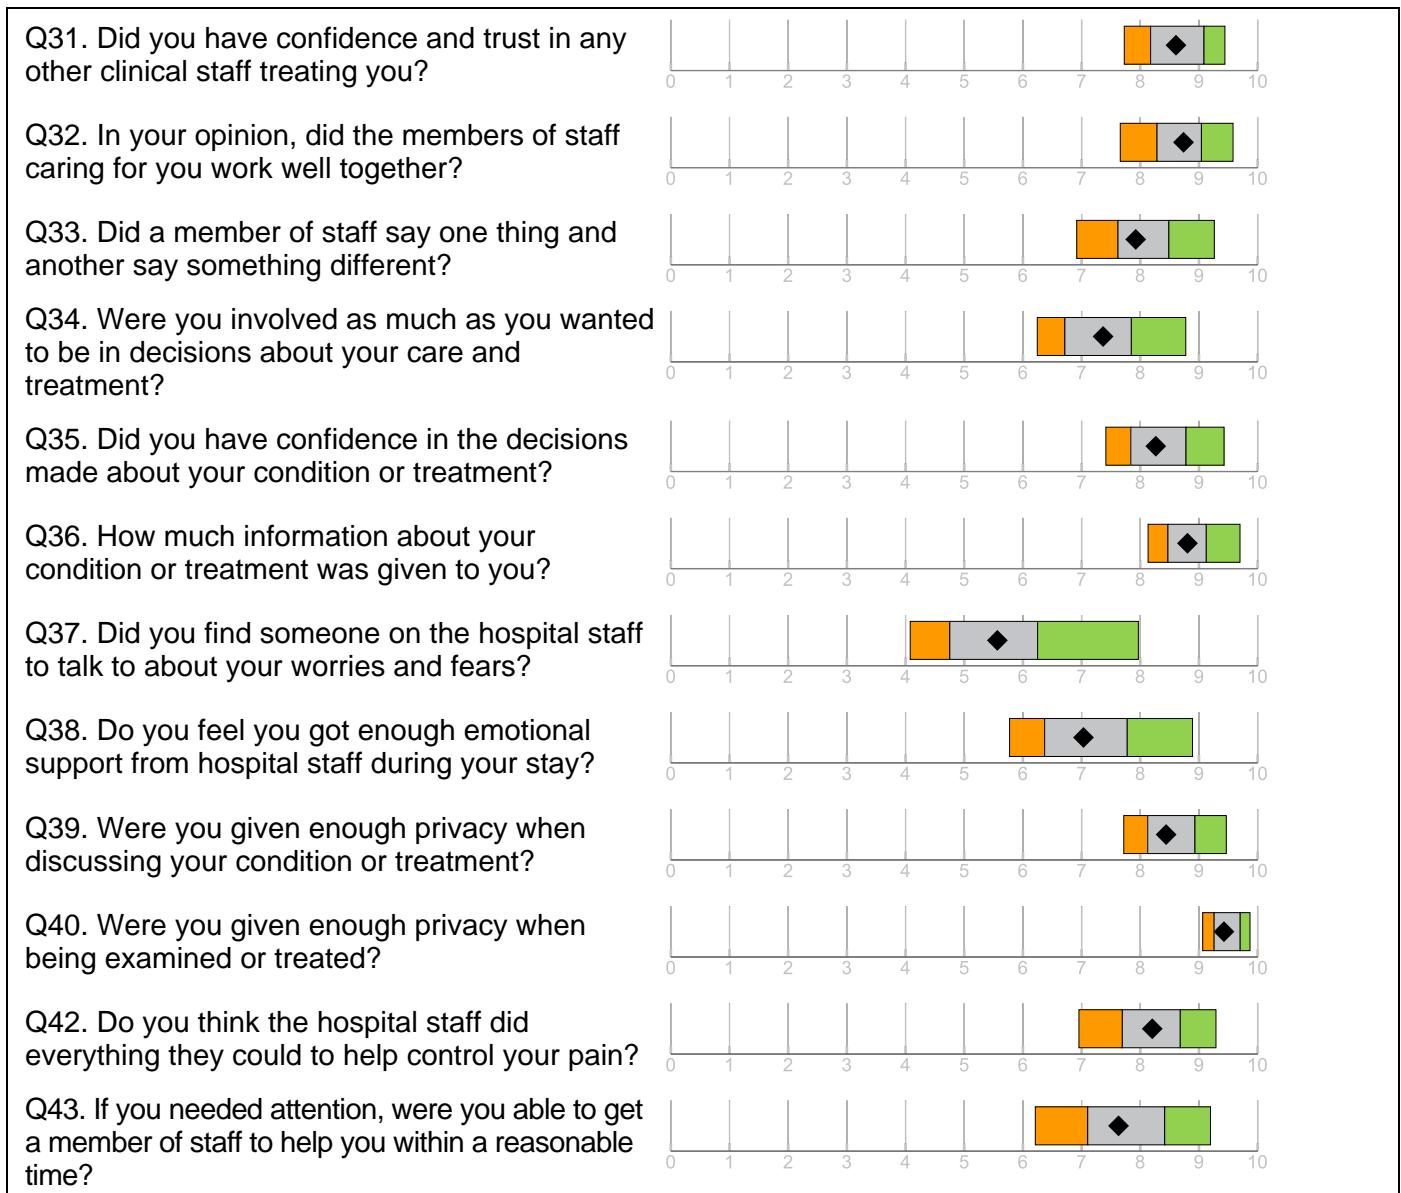 Q31. Did you have confidence and trust in any
other clinical staff treating you?
0 1 2 3 4 5 6 7 8 9 10
Q32. In your opinion, did the members of staff
caring for you work well together?
0 1 2 3 4 5 6 7 8 9 10
Q33. Did a member of staff say one thing and
another say something different?
0 1 2 3 4 5 6 7 8 9 10
Q34. Were you involved as much as you wanted
to be in decisions about your care and
treatment?
0 1 2 3 4 5 6 7 8 9 10
Q35. Did you have confidence in the decisions
made about your condition or treatment?
0 1 2 3 4 5 6 7 8 9 10
Q36. How much information about your
condition or treatment was given to you?
0 1 2 3 4 5 6 7 8 9 10
Q37. Did you find someone on the hospital staff
to talk to about your worries and fears?
0 1 2 3 4 5 6 7 8 9 10
Q38. Do you feel you got enough emotional
support from hospital staff during your stay?
0 1 2 3 4 5 6 7 8 9 10
Q39. Were you given enough privacy when
discussing your condition or treatment?
0 1 2 3 4 5 6 7 8 9 10
Q40. Were you given enough privacy when
being examined or treated?
0 1 2 3 4 5 6 7 8 9 10
Q42. Do you think the hospital staff did
everything they could to help control your pain?
0 1 2 3 4 5 6 7 8 9 10
Q43. If you needed attention, were you able to get
a member of staff to help you within a reasonable
time?
0 1 2 3 4 5 6 7 8 9 10